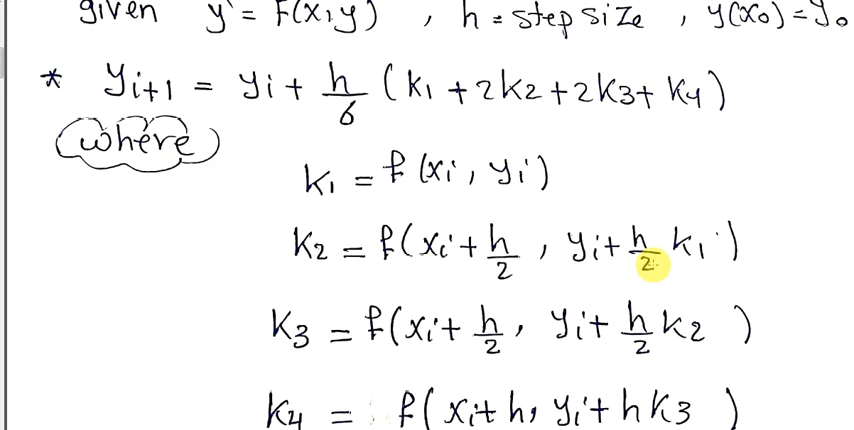 given y' = F(x,y) , h = step size , y(x₀) = y₀
* yᵢ₊₁ = yᵢ + h/6 (k₁ + 2k₂ + 2k₃ + k₄)
where
k₁ = f(xᵢ, yᵢ)
k₂ = f(xᵢ + h/2 , yᵢ + h/2 k₁)
k₃ = f(xᵢ + h/2, yᵢ + h/2 k₂)
k₄ = f(xᵢ + h, yᵢ + h k₃)